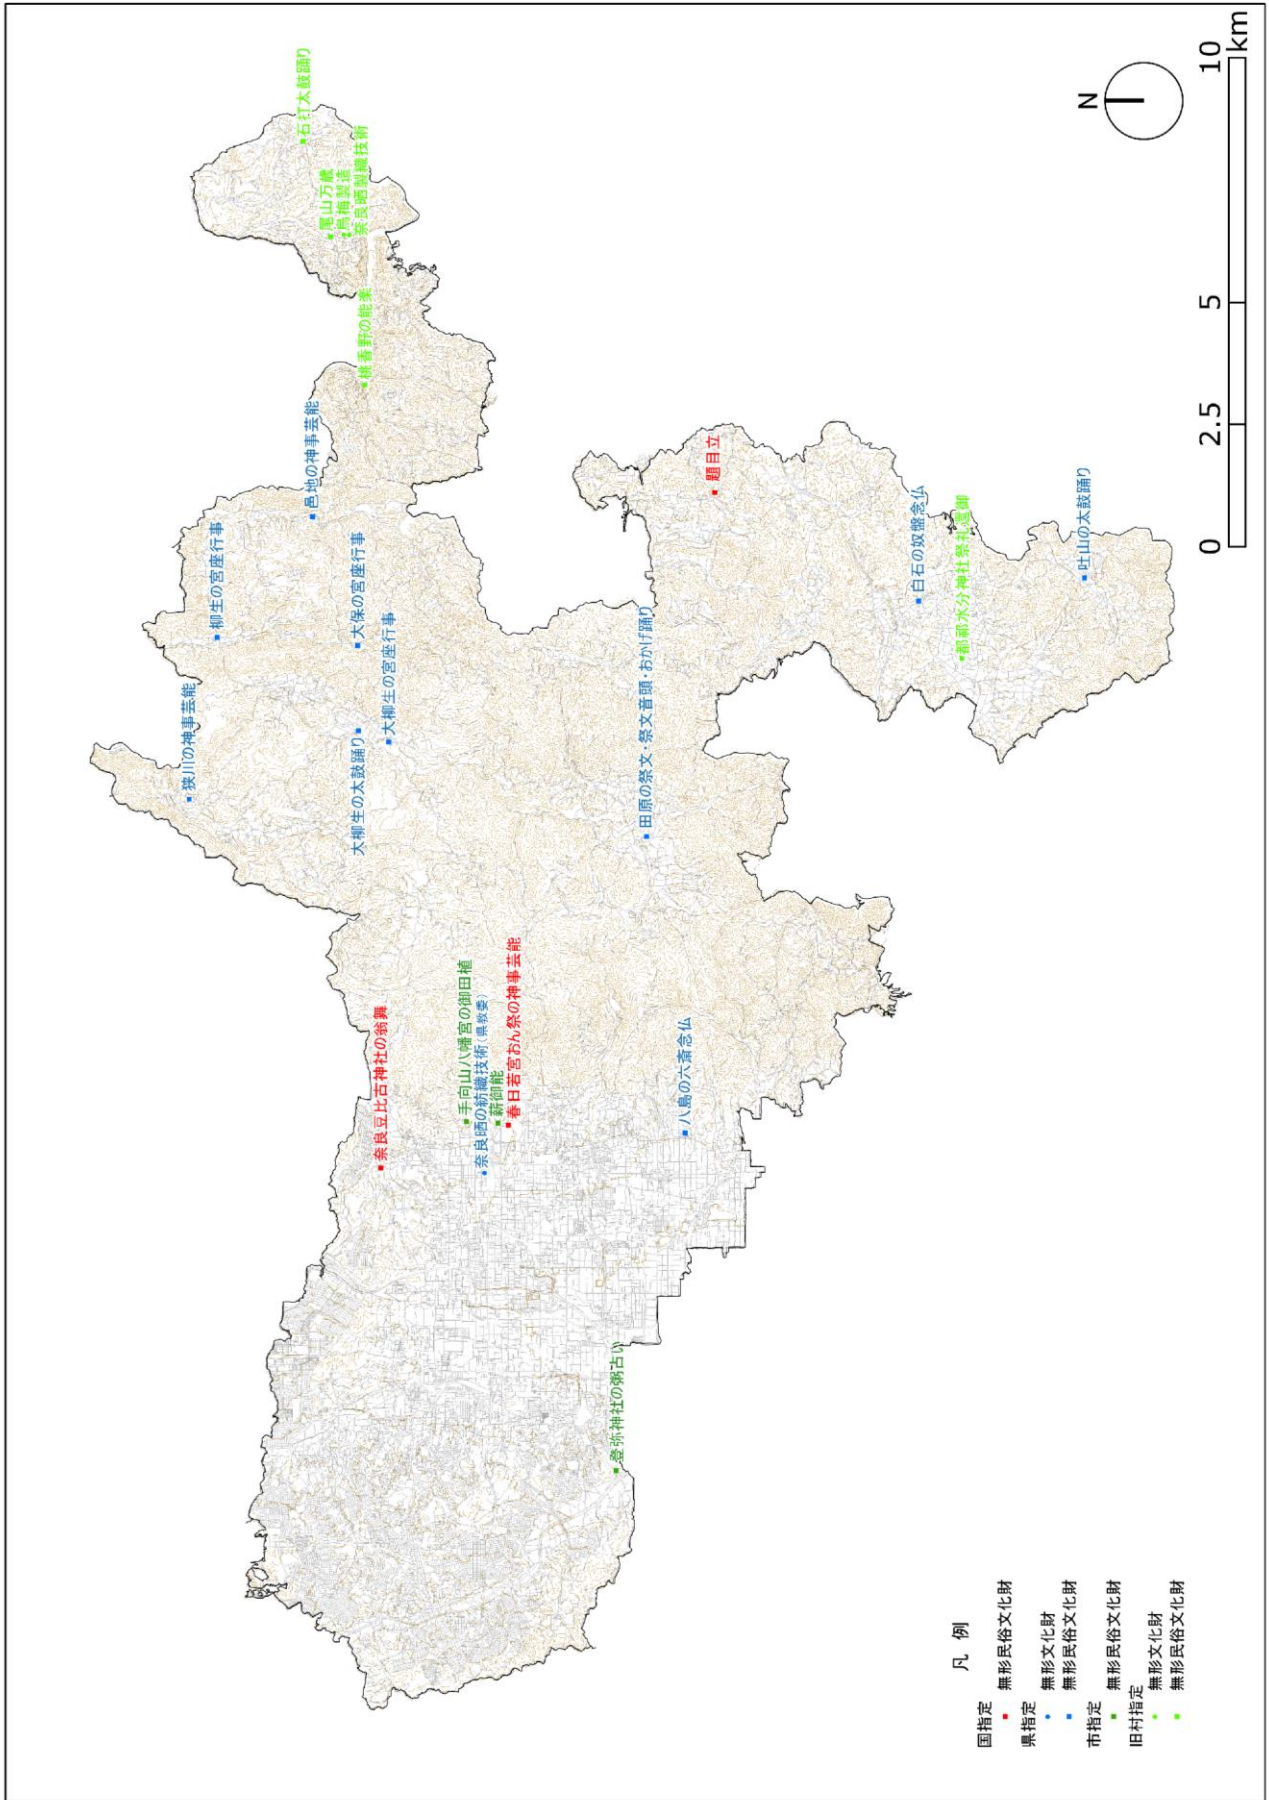 石打太鼓踊り
尾山万歳
烏梅製造
奈良晒製織技術
桃香野の能楽
邑地の神事芸能
柳生の宮座行事
大保の宮座行事
大柳生の宮座行事
大柳生の太鼓踊り
狭川の神事芸能
題目立
白石の奴盤念仏
都祁水分神社祭礼渡御
吐山の太鼓踊り
田原の祭文・祭文音頭・おかげ踊り
奈良豆比古神社の翁舞
手向山八幡宮の御田植
奈良晒の紡織技術(県教委)
薪御能
春日若宮おん祭の神事芸能
八島の六斎念仏
登弥神社の粥占い
N
0 2.5 5 10
km
凡 例
国指定
無形民俗文化財
県指定
無形文化財
無形民俗文化財
市指定
無形民俗文化財
旧村指定
無形文化財
無形民俗文化財